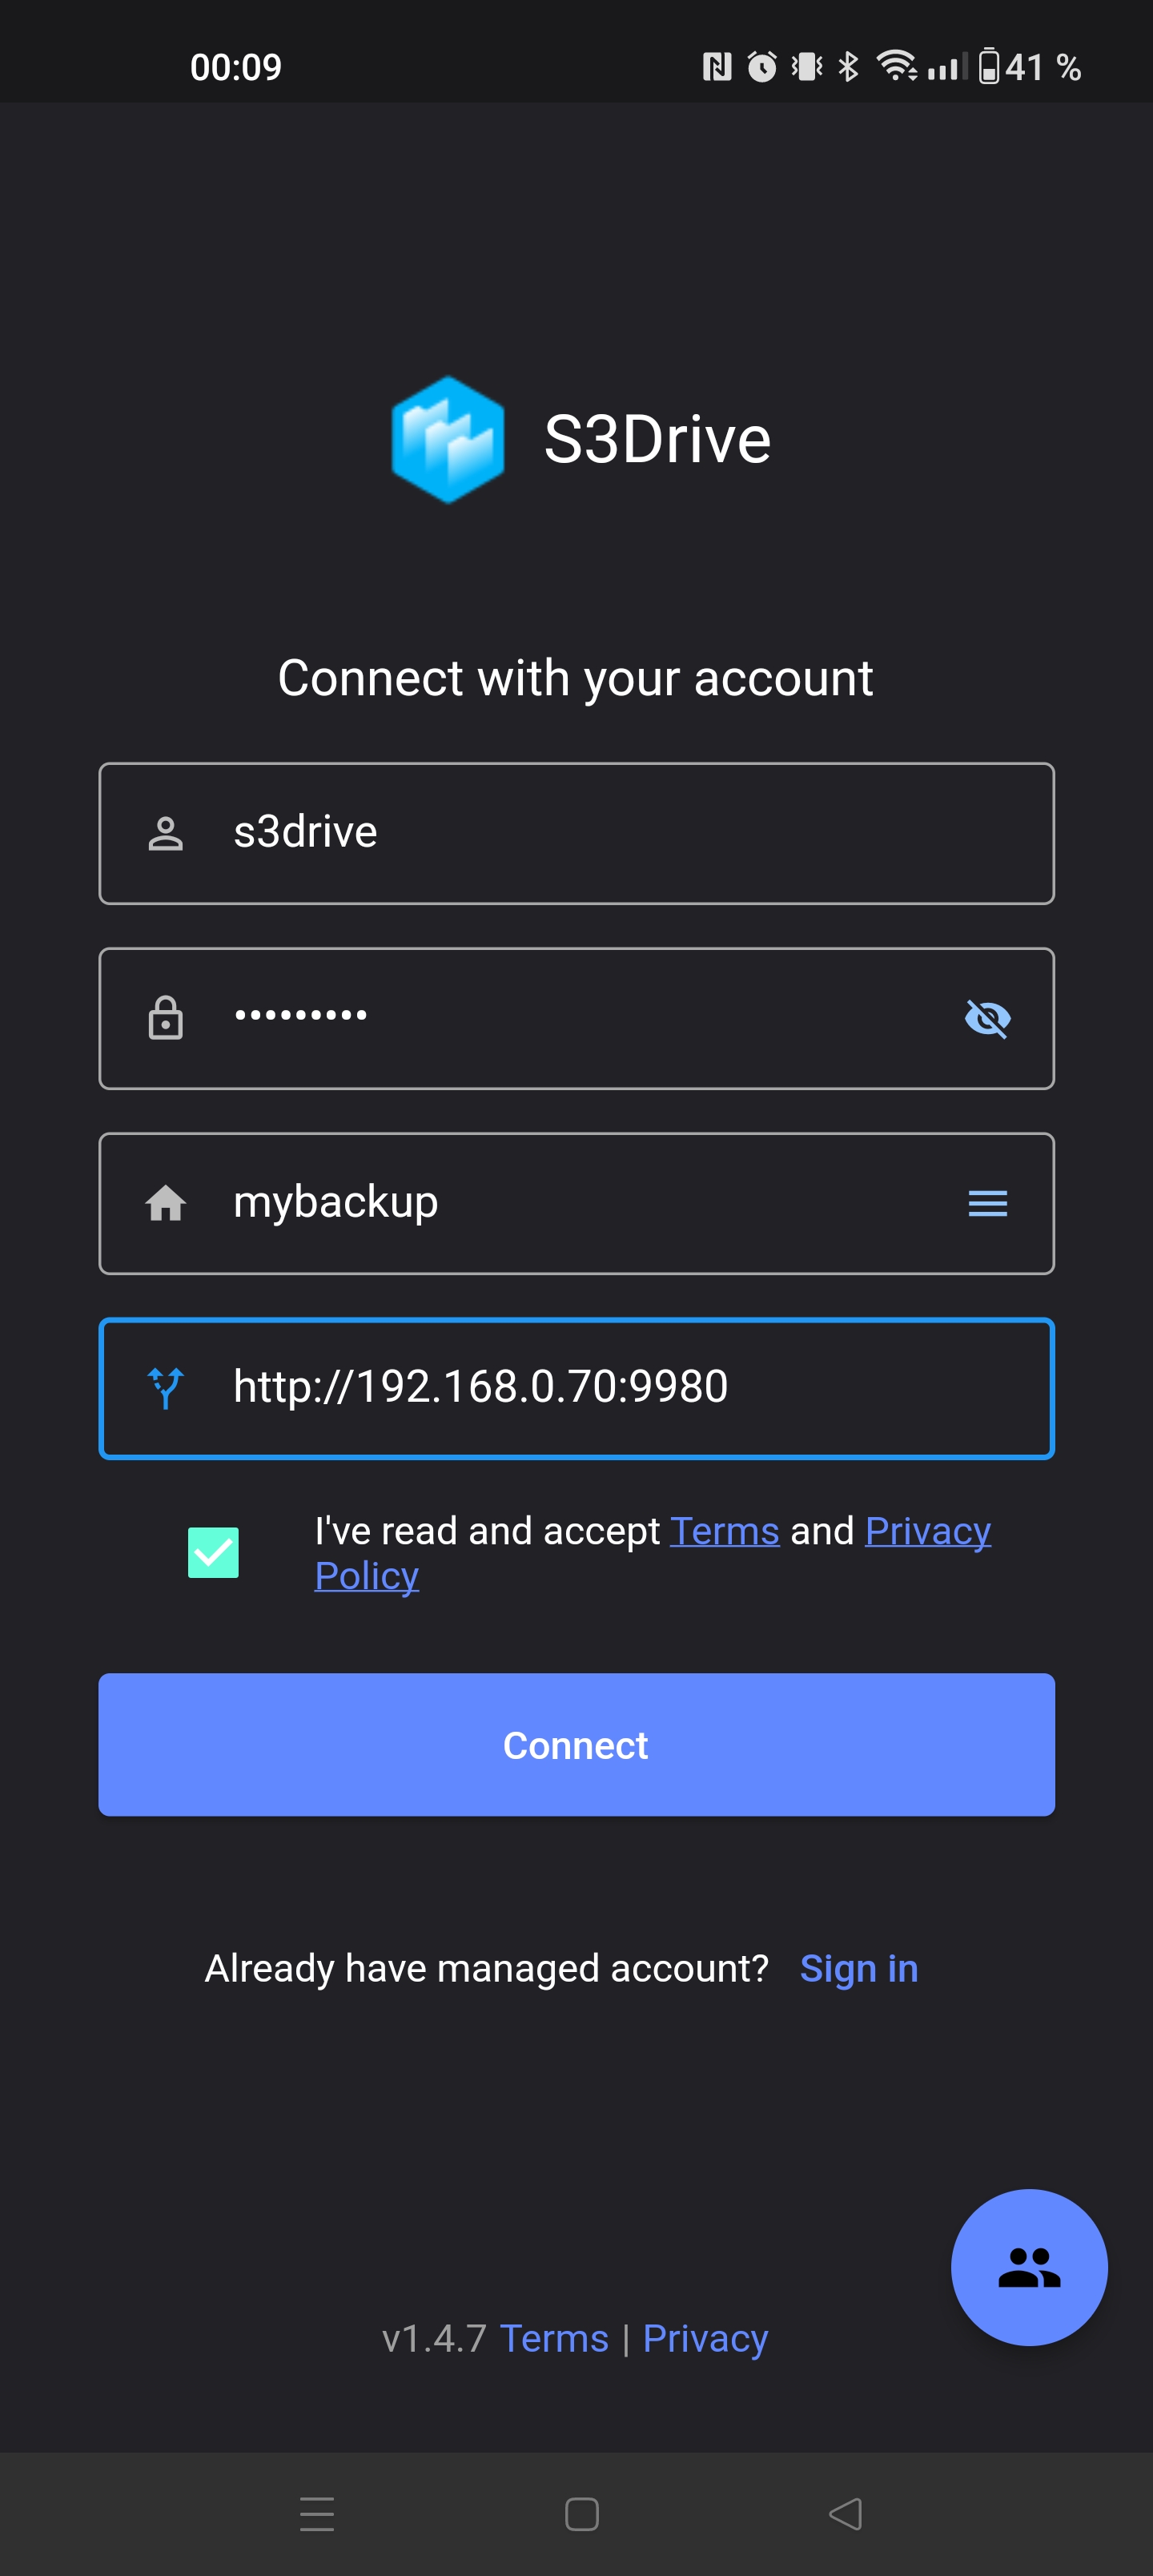 00:09
41 %
S3Drive
Connect with your account
s3drive
•••••••••
mybackup
http://192.168.0.70:9980
I've read and accept Terms and Privacy
Policy
Connect
Already have managed account? Sign in
v1.4.7 Terms | Privacy